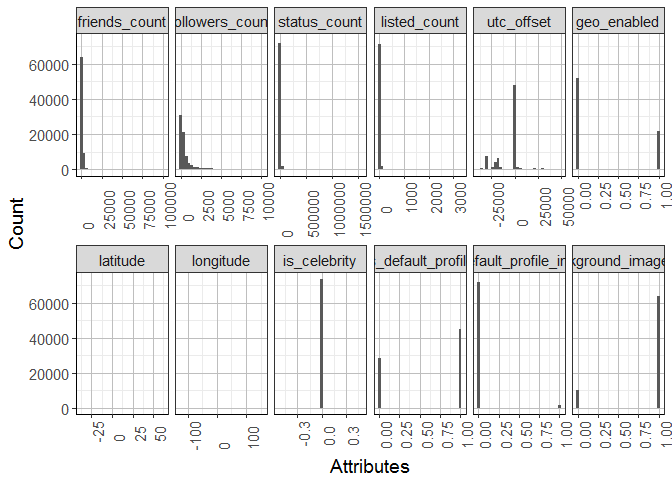 friends_count ollowers_coun status_count listed_count utc_offset geo_enabled
60000
40000
20000
0
0 25000 50000 75000 100000 0 2500 5000 7500 10000 0 500000 1000000 1500000 0 1000 2000 3000 -25000 0 25000 50000 0.00 0.25 0.50 0.75 1.00
Count
latitude longitude is_celebrity s_default_profil fault_profile_in kground_image
60000
40000
20000
0
-25 0 25 50 -100 0 100 -0.3 0.0 0.3 0.00 0.25 0.50 0.75 1.00 0.00 0.25 0.50 0.75 1.00 0.00 0.25 0.50 0.75 1.00
Attributes